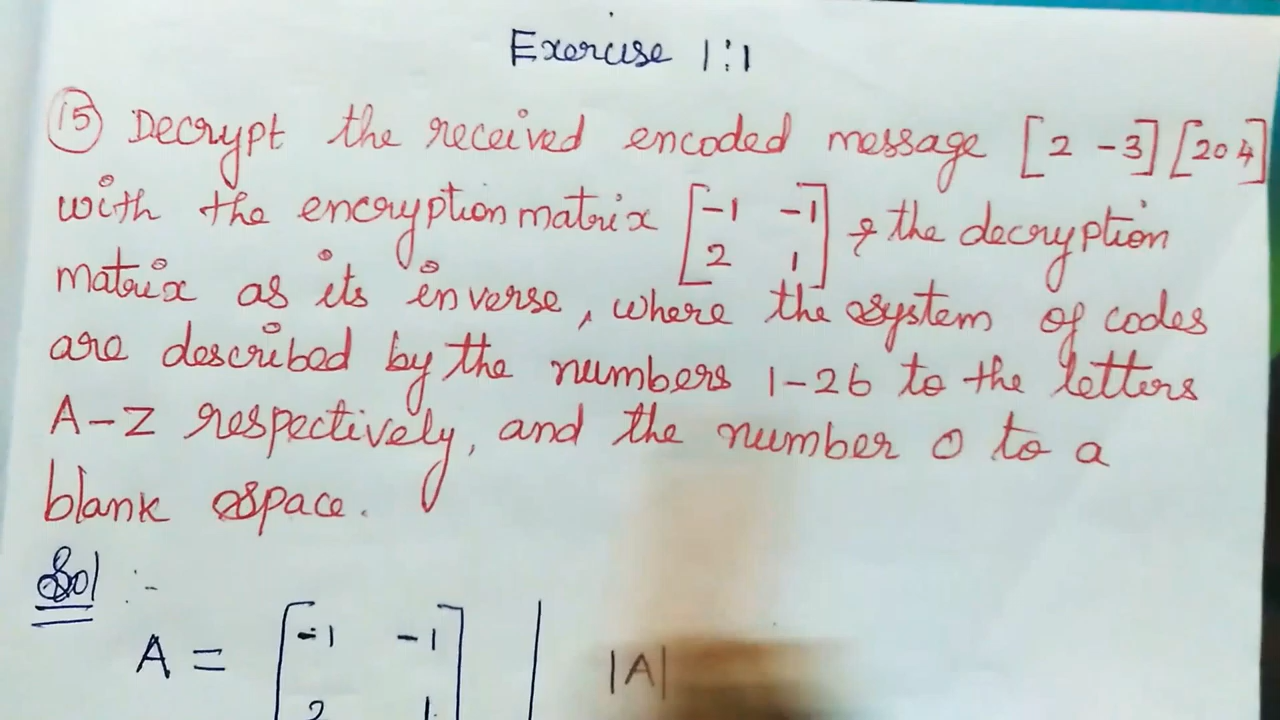 Exercise 1:1
15 Decrypt the received encoded message [2 -3] [20 4]
with the encryption matrix [-1 -1
2 1] & the decryption
matrix as its inverse, where the system of codes
are described by the numbers 1-26 to the letters
A-Z respectively, and the number 0 to a
blank space.
Sol :-
A = [-1 -1
2 1] |A|